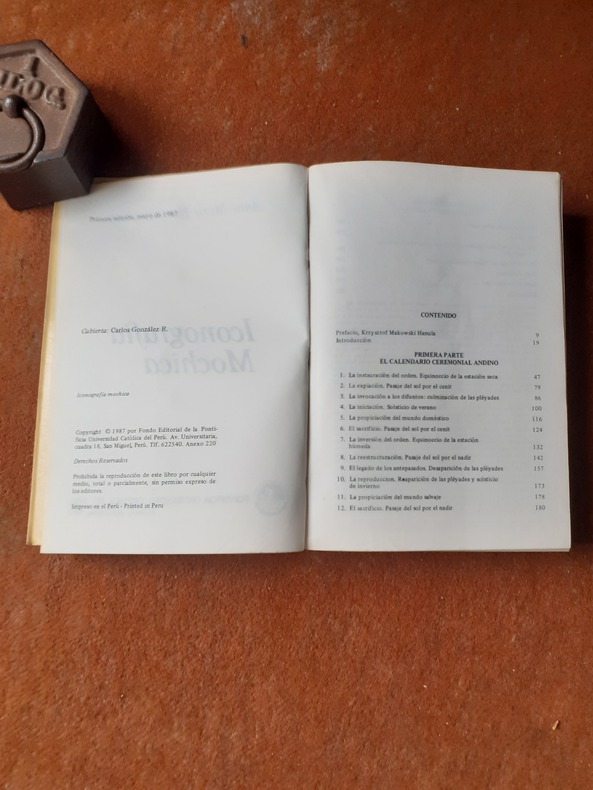 Primera edición, mayo de 1987
Cubierta: Carlos González R.
Iconografía mochica
Copyright © 1987 por Fondo Editorial de la Ponti-
ficia Universidad Católica del Perú. Av. Universitaria,
cuadra 18, San Miguel, Perú. Tlf. 622540. Anexo 220
Derechos Reservados
Prohibida la reproducción de este libro por cualquier
medio, total o parcialmente, sin permiso expreso de
los editores.
Impreso en el Perú - Printed in Peru
CONTENIDO
Prefacio, Krzysztof Makowski Hanula 9
Introducción 19
PRIMERA PARTE
EL CALENDARIO CEREMONIAL ANDINO
1. La instauración del orden. Equinoccio de la estación seca 47
2. La expiación. Pasaje del sol por el cenit 79
3. La invocación a los difuntos: culminación de las pléyades 86
4. La iniciación. Solsticio de verano 100
5. La propiciación del mundo doméstico 116
6. El sacrificio. Pasaje del sol por el cenit 124
7. La inversión del orden. Equinoccio de la estación
húmeda 132
8. La reestructuración. Pasaje del sol por el nadir 142
9. El legado de los antepasados. Desaparición de las pléyades 157
10. La reproduccion. Reaparición de las pléyades y solsticio
de invierno 173
11. La propiciación del mundo salvaje 178
12. El sacrificio. Pasaje del sol por el nadir 180
Iconografía
Mochica